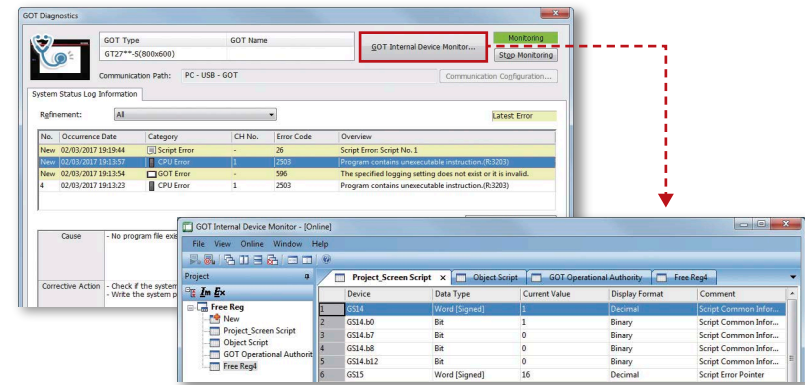 GOT Diagnostics
GOT Type GOT Name
GT27**-S(800x600)
GOT Internal Device Monitor...
Monitoring
Stop Monitoring
Communication Path: PC - USB - GOT
Communication Configuration...
System Status Log Information
Refinement: All Latest Error
No. Occurrence Date Category CH No. Error Code Overview
New 02/03/2017 19:19:44 Script Error - 26 Script Error: Script No. 1
New 02/03/2017 19:13:57 CPU Error 1 2503 Program contains unexecutable instruction.(R:3203)
New 02/03/2017 19:13:54 GOT Error - 596 The specified logging setting does not exist or it is invalid.
4 02/03/2017 19:13:23 CPU Error 1 2503 Program contains unexecutable instruction.(R:3203)
Cause - No program file exis
Corrective Action - Check if the system
- Write the system p
GOT Internal Device Monitor - [Online]
File View Online Window Help
Project
Im Ex
Free Reg
New
Project_Screen Script
Object Script
GOT Operational Authorit
Free Reg4
Project_Screen Script Object Script GOT Operational Authority Free Reg4
Device Data Type Current Value Display Format Comment
1 GS14 Word [Signed] 1 Decimal Script Common Infor...
2 GS14.b0 Bit 1 Binary Script Common Infor...
3 GS14.b7 Bit 0 Binary Script Common Infor...
4 GS14.b8 Bit 0 Binary Script Common Infor...
5 GS14.b12 Bit 0 Binary Script Common Infor...
6 GS15 Word [Signed] 16 Decimal Script Error Pointer